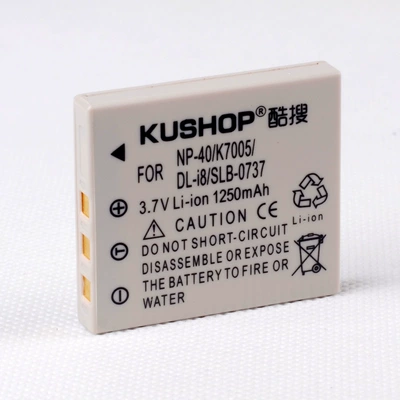 KUSHOP® 酷搜
FOR NP-40/K7005/
DL-i8/SLB-0737
3.7V Li-ion 1250mAh
CAUTION CE
DO NOT SHORT-CIRCUIT
DISASSEMBLE OR EXPOSE
THE BATTERY TO FIRE OR
WATER
Li-ion